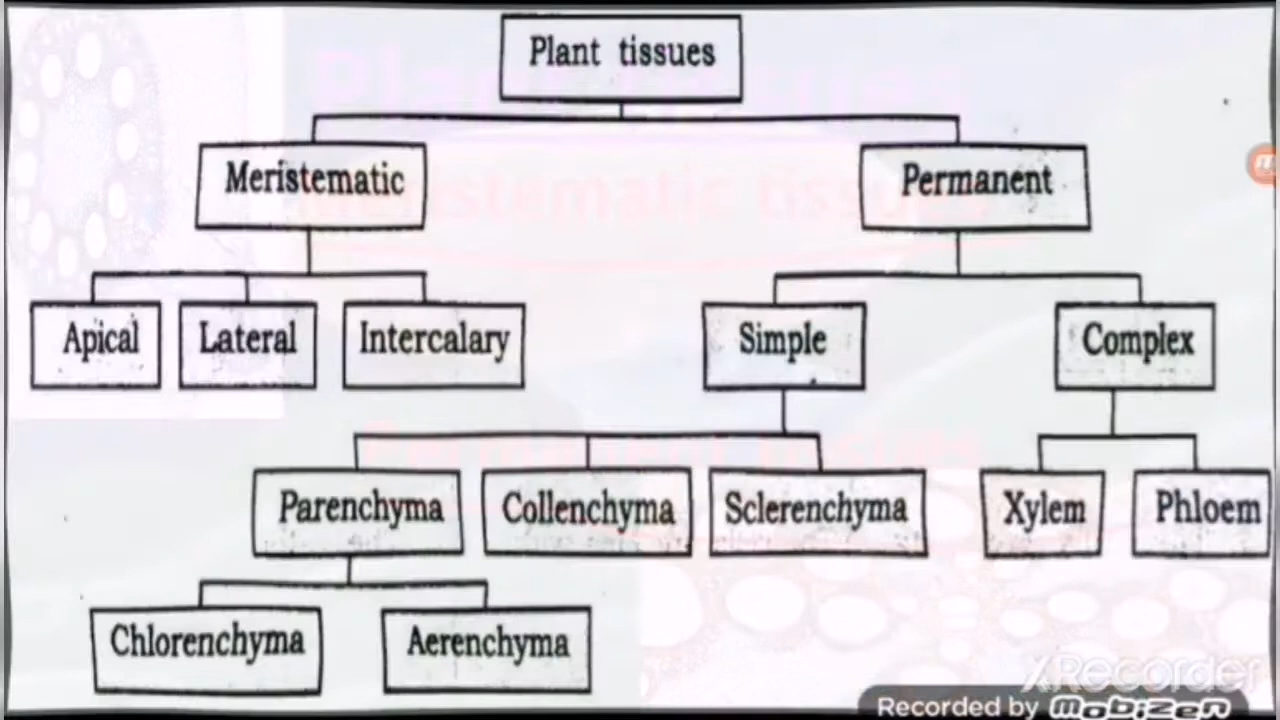 Plant tissues
Meristematic
Permanent
Apical
Lateral
Intercalary
Simple
Complex
Parenchyma
Collenchyma
Sclerenchyma
Xylem
Phloem
Chlorenchyma
Aerenchyma
XRecorder
Recorded by mobizen